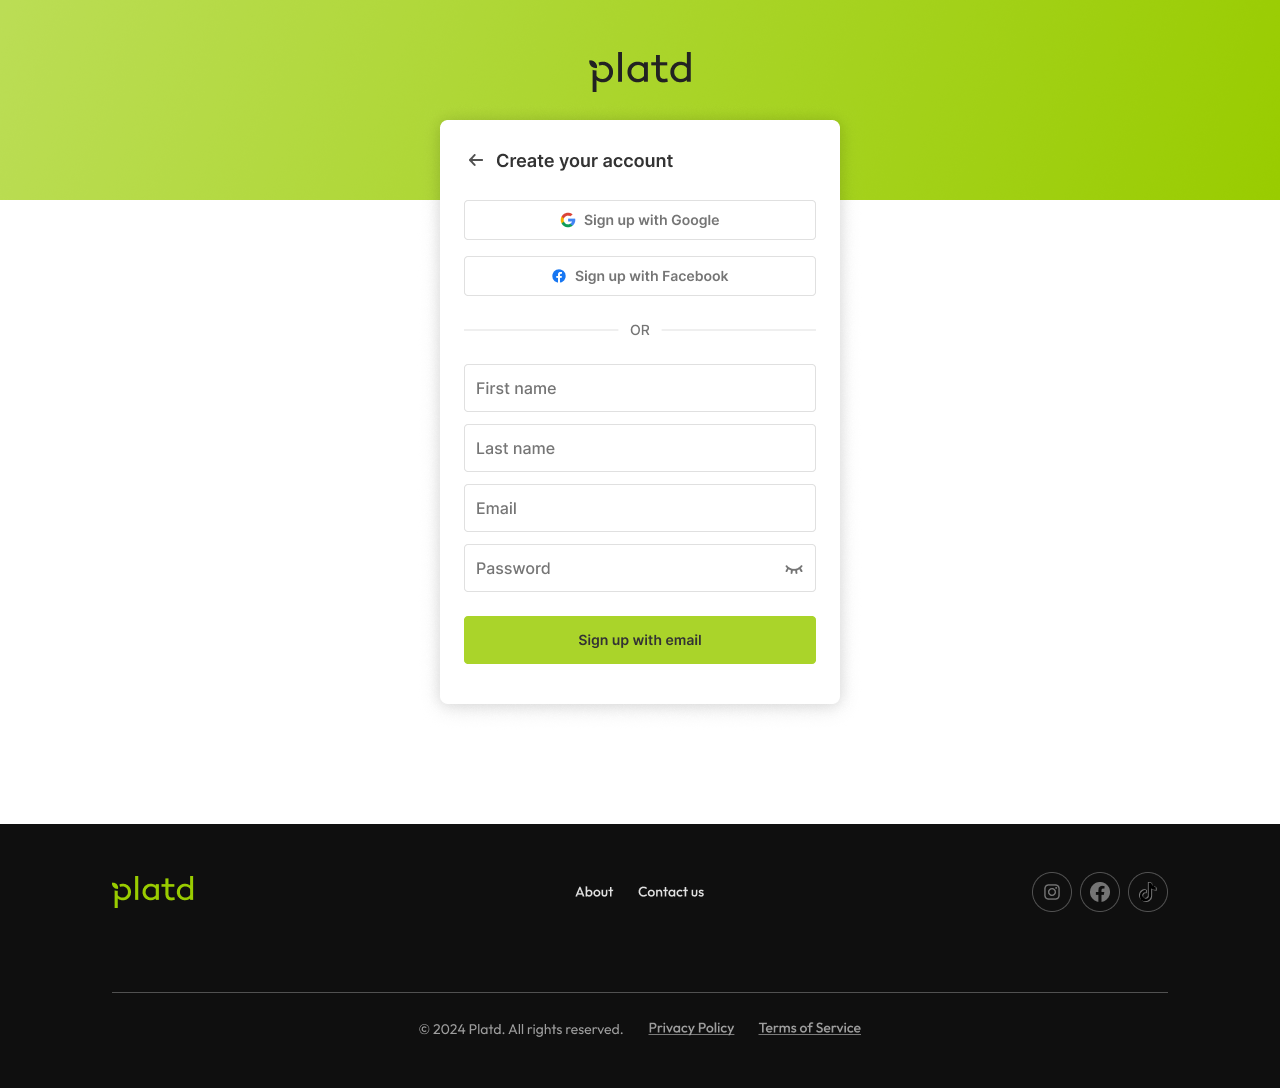 platd
Create your account
Sign up with Google
Sign up with Facebook
OR
First name
Last name
Email
Password
Sign up with email
platd
About
Contact us
© 2024 Platd. All rights reserved.
Privacy Policy
Terms of Service